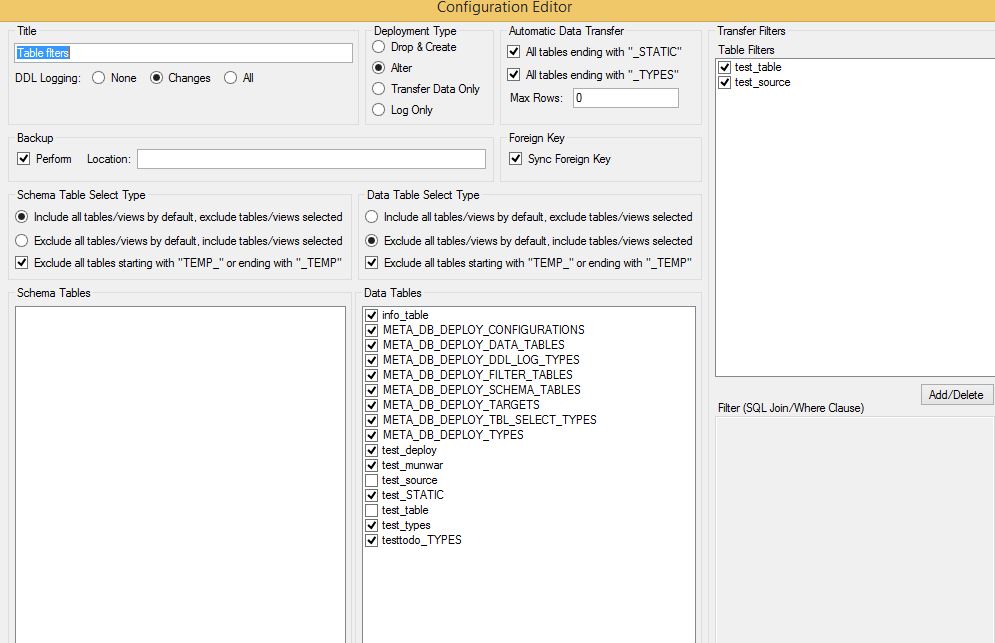 Configuration Editor
Title
Table flters
DDL Logging: None Changes All
Deployment Type
Drop & Create
Alter
Transfer Data Only
Log Only
Automatic Data Transfer
All tables ending with "_STATIC"
All tables ending with "_TYPES"
Max Rows: 0
Transfer Filters
Table Filters
test_table
test_source
Backup
Perform Location:
Foreign Key
Sync Foreign Key
Schema Table Select Type
Include all tables/views by default, exclude tables/views selected
Exclude all tables/views by default, include tables/views selected
Exclude all tables starting with "TEMP_" or ending with "_TEMP"
Data Table Select Type
Include all tables/views by default, exclude tables/views selected
Exclude all tables/views by default, include tables/views selected
Exclude all tables starting with "TEMP_" or ending with "_TEMP"
Schema Tables
Data Tables
info_table
META_DB_DEPLOY_CONFIGURATIONS
META_DB_DEPLOY_DATA_TABLES
META_DB_DEPLOY_DDL_LOG_TYPES
META_DB_DEPLOY_FILTER_TABLES
META_DB_DEPLOY_SCHEMA_TABLES
META_DB_DEPLOY_TARGETS
META_DB_DEPLOY_TBL_SELECT_TYPES
META_DB_DEPLOY_TYPES
test_deploy
test_munwar
test_source
test_STATIC
test_table
test_types
testtodo_TYPES
Add/Delete
Filter (SQL Join/Where Clause)